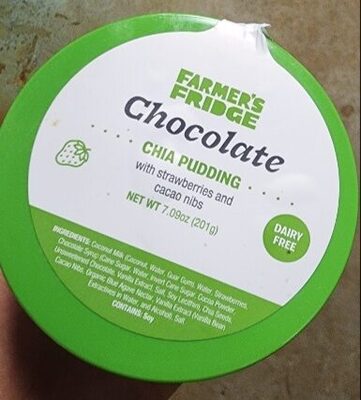 FARMER'S
FRIDGE
Chocolate
CHIA PUDDING
with strawberries and
cacao nibs
NET WT 7.09oz (201g)
DAIRY
FREE
INGREDIENTS: Coconut Milk (Coconut, Water, Guar Gum), Water, Strawberries,
Chocolate Syrup (Cane Sugar, Water, Invert Cane Sugar, Cocoa Powder
Unsweetened Chocolate, Vanilla Extract, Salt, Soy Lecithin), Chia Seeds,
Cacao Nibs, Organic Blue Agave Nectar, Vanilla Extract (Vanilla Bean
Extractives in Water, and Alcohol), Salt
CONTAINS: Soy